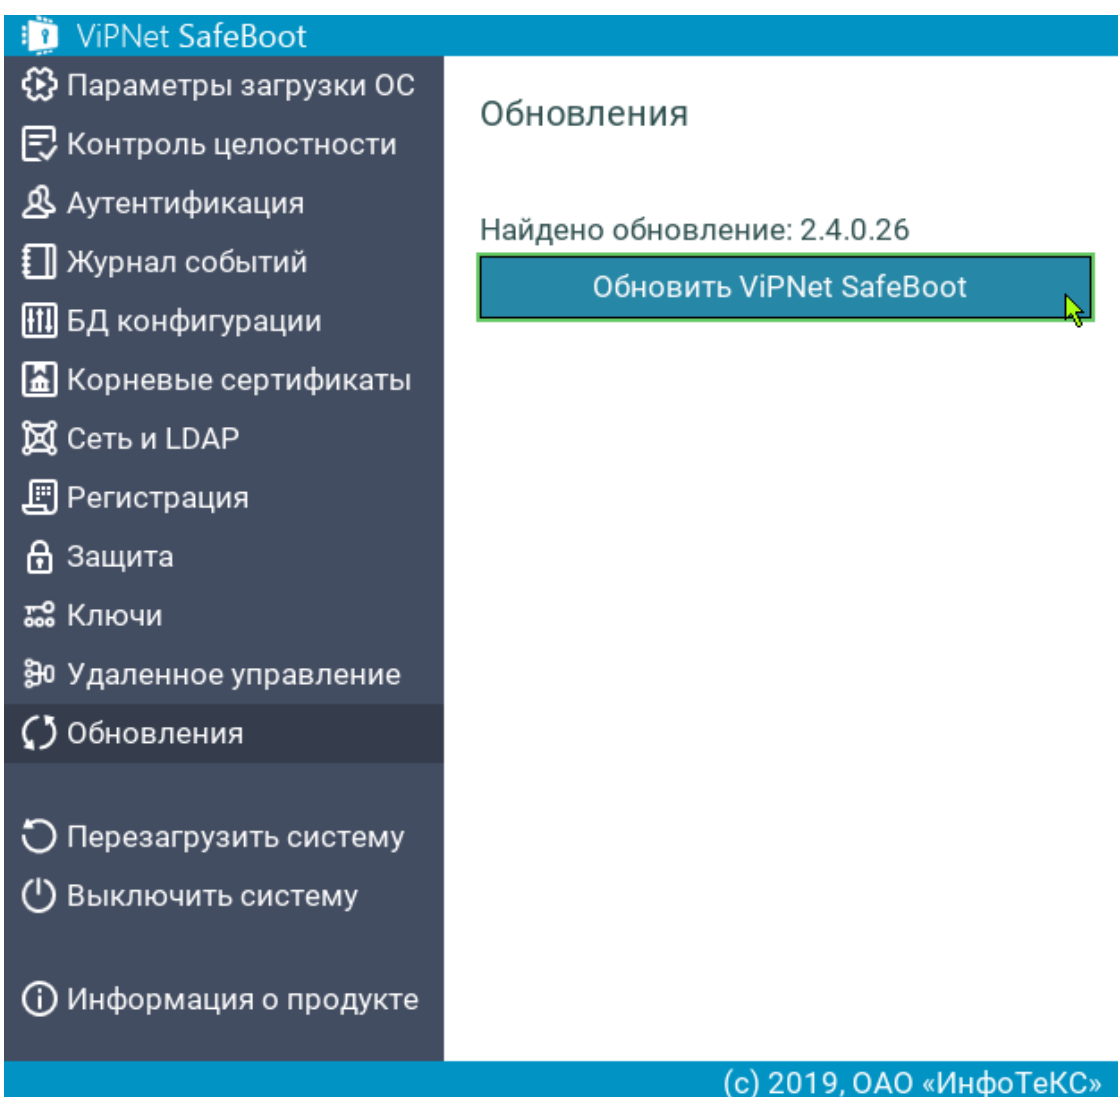 ViPNet SafeBoot
Параметры загрузки ОС
Контроль целостности
Аутентификация
Журнал событий
БД конфигурации
Корневые сертификаты
Сеть и LDAP
Регистрация
Защита
Ключи
Удаленное управление
Обновления
Перезагрузить систему
Выключить систему
Информация о продукте
Обновления
Найдено обновление: 2.4.0.26
Обновить ViPNet SafeBoot
(c) 2019, ОАО «ИнфоТеКС»